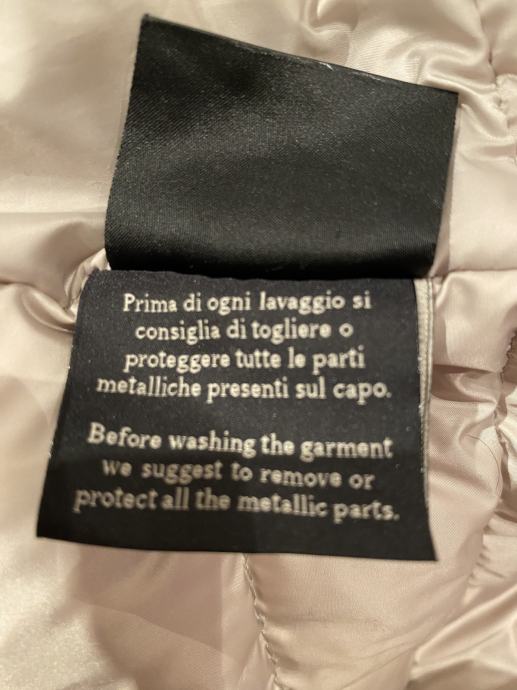 Prima di ogni lavaggio si
consiglia di togliere o
proteggere tutte le parti
metalliche presenti sul capo.
Before washing the garment
we suggest to remove or
protect all the metallic parts.